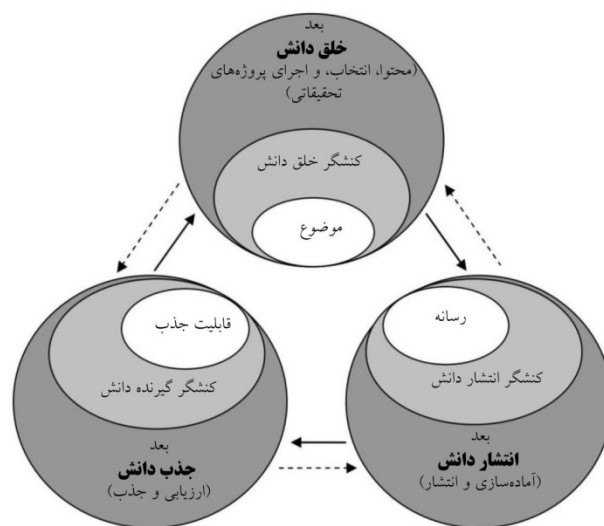 بعد
خلق دانش
(محتوا، انتخاب، و اجرای پروژه‌های
تحقیقاتی)
کنشگر خلق دانش
موضوع
رسانه
کنشگر انتشار دانش
بعد
انتشار دانش
(آماده‌سازی و انتشار)
قابلیت جذب
کنشگر گیرنده دانش
بعد
جذب دانش
(ارزیابی و جذب)